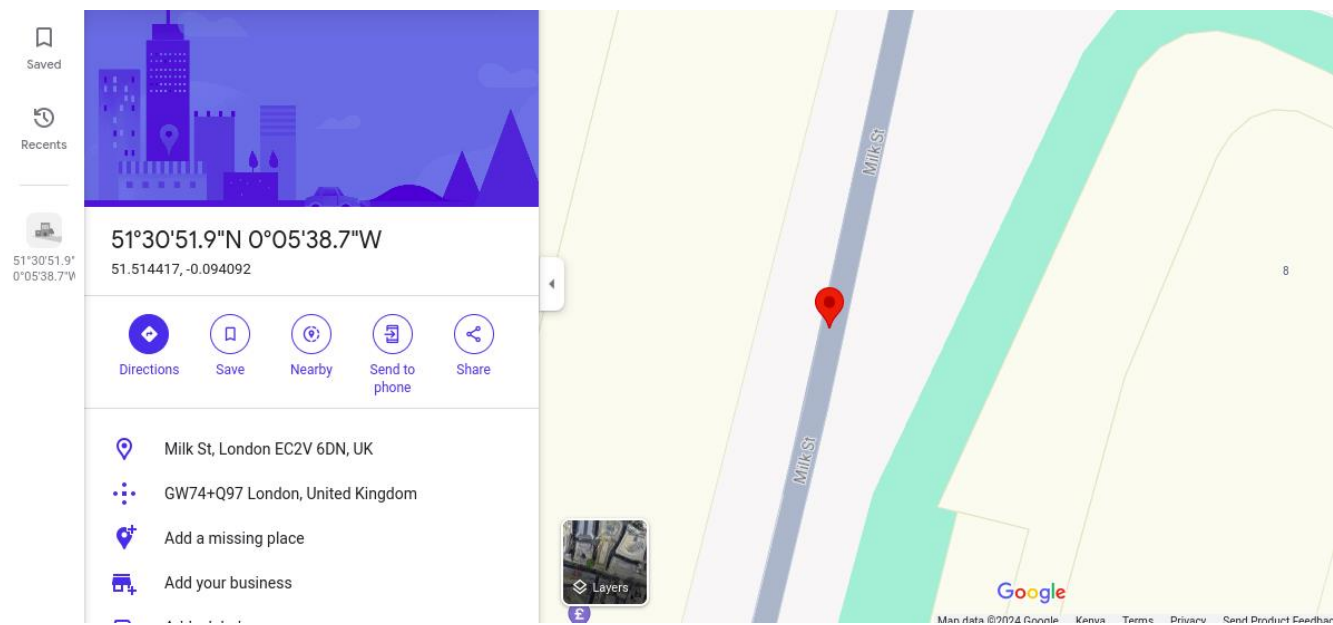 Saved
Recents
51°30'51.9"
0°05'38.7"W
51°30'51.9"N 0°05'38.7"W
51.514417, -0.094092
Directions
Save
Nearby
Send to
phone
Share
Milk St, London EC2V 6DN, UK
GW74+Q97 London, United Kingdom
Add a missing place
Add your business
Milk St
Milk St
8
Layers
£
Google
Map data ©2024 Google Kenya Terms Privacy Send Product Feedbac